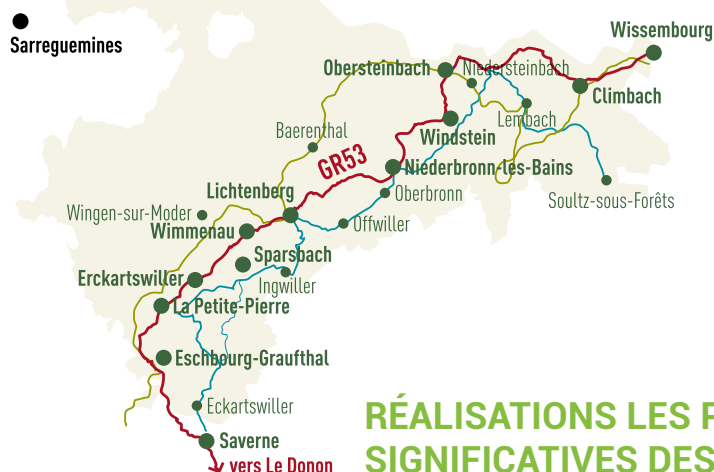 Sarreguemines
Wissembourg
Obersteinbach
Niedersteinbach
Climbach
Lembach
Baerenthal
Windstein
GR53
Niederbronn-les-Bains
Lichtenberg
Oberbronn
Soultz-sous-Forêts
Wingen-sur-Moder
Offwiller
Wimmenau
Sparsbach
Erckartswiller
Ingwiller
La Petite-Pierre
Eschbourg-Graufthal
Eckartswiller
RÉALISATIONS LES P
Saverne
SIGNIFICATIVES DES
vers Le Donon